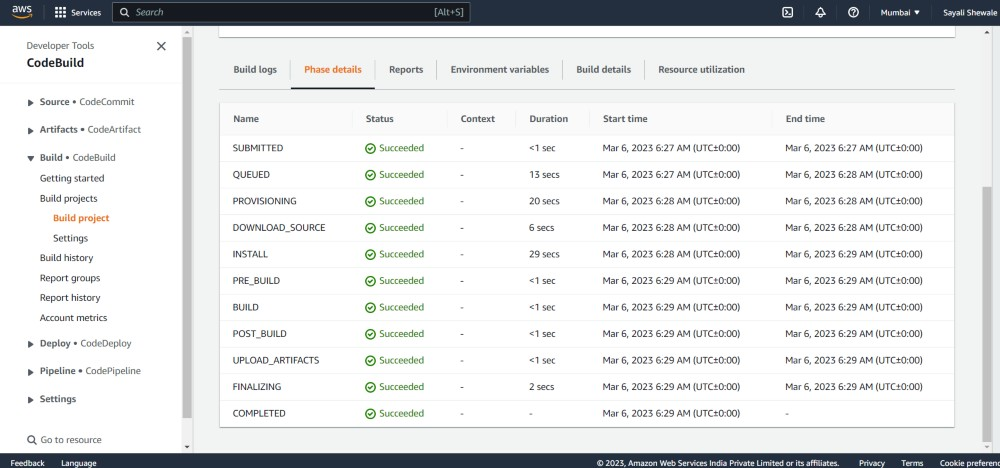 aws Services Search [Alt+S] Mumbai ▼ Sayali Shewale
Developer Tools
CodeBuild
Source • CodeCommit
Artifacts • CodeArtifact
Build • CodeBuild
Getting started
Build projects
Build project
Settings
Build history
Report groups
Report history
Account metrics
Deploy • CodeDeploy
Pipeline • CodePipeline
Settings
Go to resource
Build logs Phase details Reports Environment variables Build details Resource utilization
Name Status Context Duration Start time End time
SUBMITTED Succeeded - <1 sec Mar 6, 2023 6:27 AM (UTC±0:00) Mar 6, 2023 6:27 AM (UTC±0:00)
QUEUED Succeeded - 13 secs Mar 6, 2023 6:27 AM (UTC±0:00) Mar 6, 2023 6:28 AM (UTC±0:00)
PROVISIONING Succeeded - 20 secs Mar 6, 2023 6:28 AM (UTC±0:00) Mar 6, 2023 6:28 AM (UTC±0:00)
DOWNLOAD_SOURCE Succeeded - 6 secs Mar 6, 2023 6:28 AM (UTC±0:00) Mar 6, 2023 6:28 AM (UTC±0:00)
INSTALL Succeeded - 29 secs Mar 6, 2023 6:28 AM (UTC±0:00) Mar 6, 2023 6:29 AM (UTC±0:00)
PRE_BUILD Succeeded - <1 sec Mar 6, 2023 6:29 AM (UTC±0:00) Mar 6, 2023 6:29 AM (UTC±0:00)
BUILD Succeeded - <1 sec Mar 6, 2023 6:29 AM (UTC±0:00) Mar 6, 2023 6:29 AM (UTC±0:00)
POST_BUILD Succeeded - <1 sec Mar 6, 2023 6:29 AM (UTC±0:00) Mar 6, 2023 6:29 AM (UTC±0:00)
UPLOAD_ARTIFACTS Succeeded - <1 sec Mar 6, 2023 6:29 AM (UTC±0:00) Mar 6, 2023 6:29 AM (UTC±0:00)
FINALIZING Succeeded - 2 secs Mar 6, 2023 6:29 AM (UTC±0:00) Mar 6, 2023 6:29 AM (UTC±0:00)
COMPLETED Succeeded - - Mar 6, 2023 6:29 AM (UTC±0:00) -
Feedback Language © 2023, Amazon Web Services India Private Limited or its affiliates. Privacy Terms Cookie preferenc